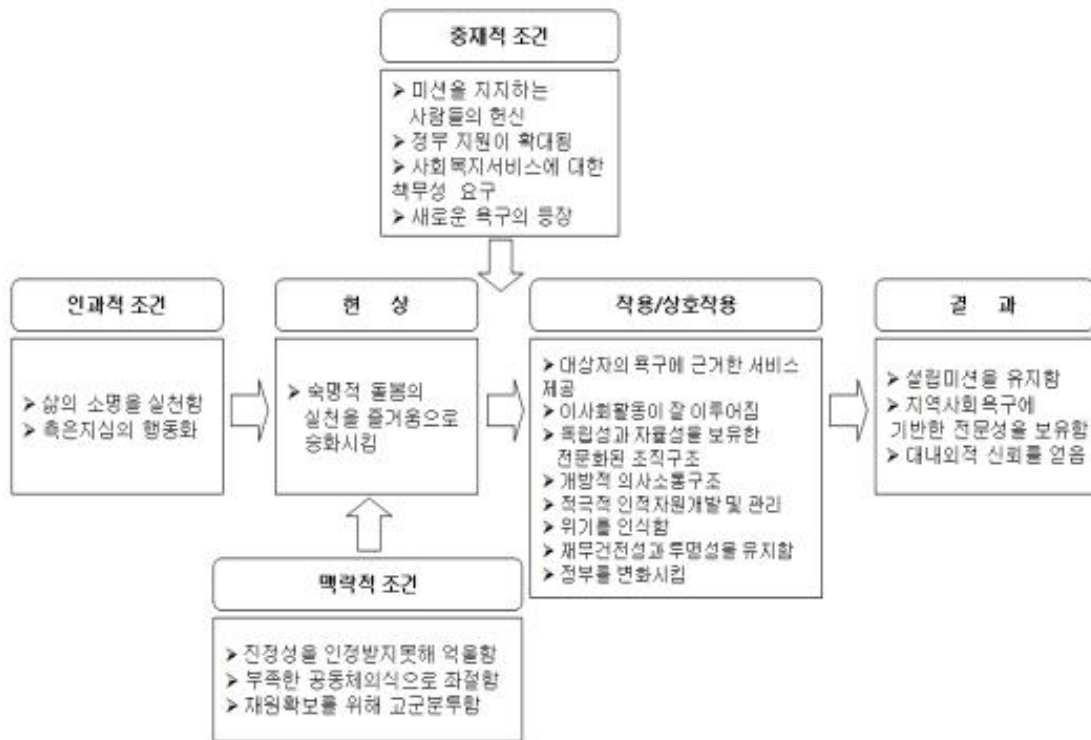 중재적 조건
➤ 미션을 지지하는
사람들의 헌신
➤ 정부 지원이 확대됨
➤ 사회복지서비스에 대한
책무성 요구
➤ 새로운 욕구의 등장
인과적 조건
➤ 삶의 소명을 실천함
➤ 측은지심의 행동화
현 상
➤ 숙명적 돌봄의
실천을 즐거움으로
승화시킴
작용/상호작용
➤ 대상자의 욕구에 근거한 서비스
제공
➤ 이사회활동이 잘 이루어짐
➤ 독립성과 자율성을 보유한
전문화된 조직구조
➤ 개방적 의사소통구조
➤ 적극적 인적자원개발 및 관리
➤ 위기를 인식함
➤ 재무건전성과 투명성을 유지함
➤ 정부를 변화시킴
결 과
➤ 설립미션을 유지함
➤ 지역사회욕구에
기반한 전문성을 보유함
➤ 대내외적 신뢰를 얻음
맥락적 조건
➤ 진정성을 인정받지못해 억울함
➤ 부족한 공동체의식으로 좌절함
➤ 재원확보를 위해 고군분투함